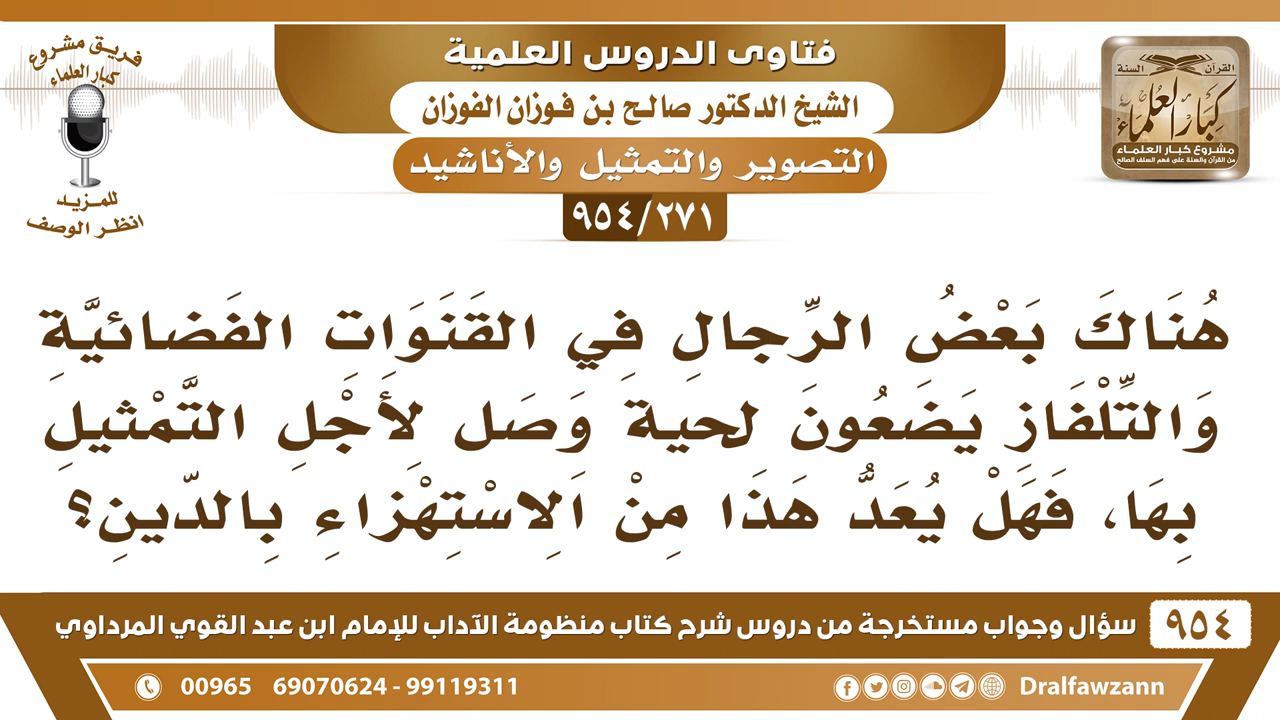 فريق مشروع
كبار العلماء
للمزيد
انظر الوصف
فتاوى الدروس العلمية
الشيخ الدكتور صالح بن فوزان الفوزان
التصوير والتمثيل والأناشيد
٩٥٤/٢٧١
القرآن السنة
كبار العلماء
مشروع كبار العلماء
من القرآن والسنة على فهم السلف الصالح
هُنَاكَ بَعْضُ الرِّجالِ فِي القَنَوَاتِ الفَضائيَّةِ
وَالتِّلْفَازِ يَضَعُونَ لحية وَصَل لأَجْلِ التَّمْثيلِ
بِهَا، فَهَلْ يُعَدُّ هَذَا مِنْ الِاسْتِهْزَاءِ بِالدّينِ؟
٩٥٤ سؤال وجواب مستخرجة من دروس شرح كتاب منظومة الآداب للإمام ابن عبد القوي المرداوي
00965 69070624 - 99119311
Dralfawzann